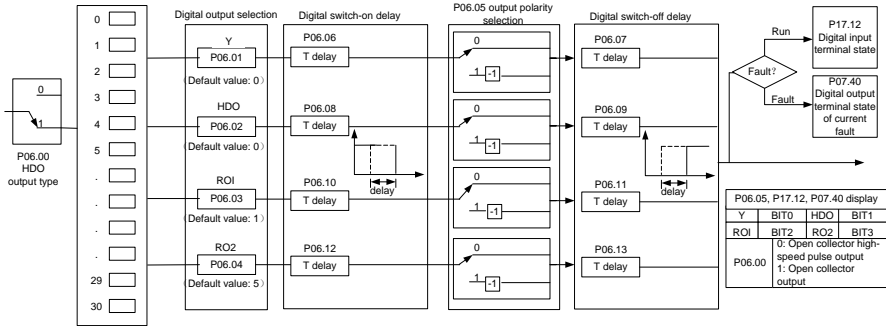 0
1
P06.00
HDO
output type
0
1
2
3
4
5
.
.
.
.
29
30
Digital output selection
Y
P06.01
(Default value: 0)
HDO
P06.02
(Default value: 0)
ROI
P06.03
(Default value: 1)
RO2
P06.04
(Default value: 5)
Digital switch-on delay
P06.06
T delay
P06.08
T delay
delay
P06.10
T delay
P06.12
T delay
P06.05 output polarity
selection
0
1
-1
0
1
-1
0
1
-1
0
1
-1
Digital switch-off delay
P06.07
T delay
P06.09
T delay
delay
P06.11
T delay
P06.13
T delay
Fault?
Run
Fault
P17.12
Digital input
terminal state
P07.40
Digital output
terminal state
of current
fault
P06.05, P17.12, P07.40 display
Y BIT0 HDO BIT1
ROI BIT2 RO2 BIT3
P06.00
0: Open collector high-
speed pulse output
1: Open collector
output